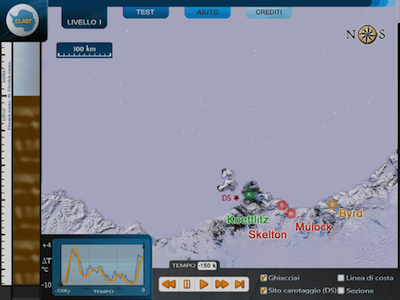 CLAST
LIVELLO 1
TEST
AIUTO
CREDITI
N S
100 km
DS
K
Koettlitz
S
M
Skelton
Mulock
B
Byrd
+4
ΔT
°C
-10
-150Ky
TEMPO
0
TEMPO -150 k
Ghiacciai
Linea di costa
Sito carotaggio (DS)
Sezione